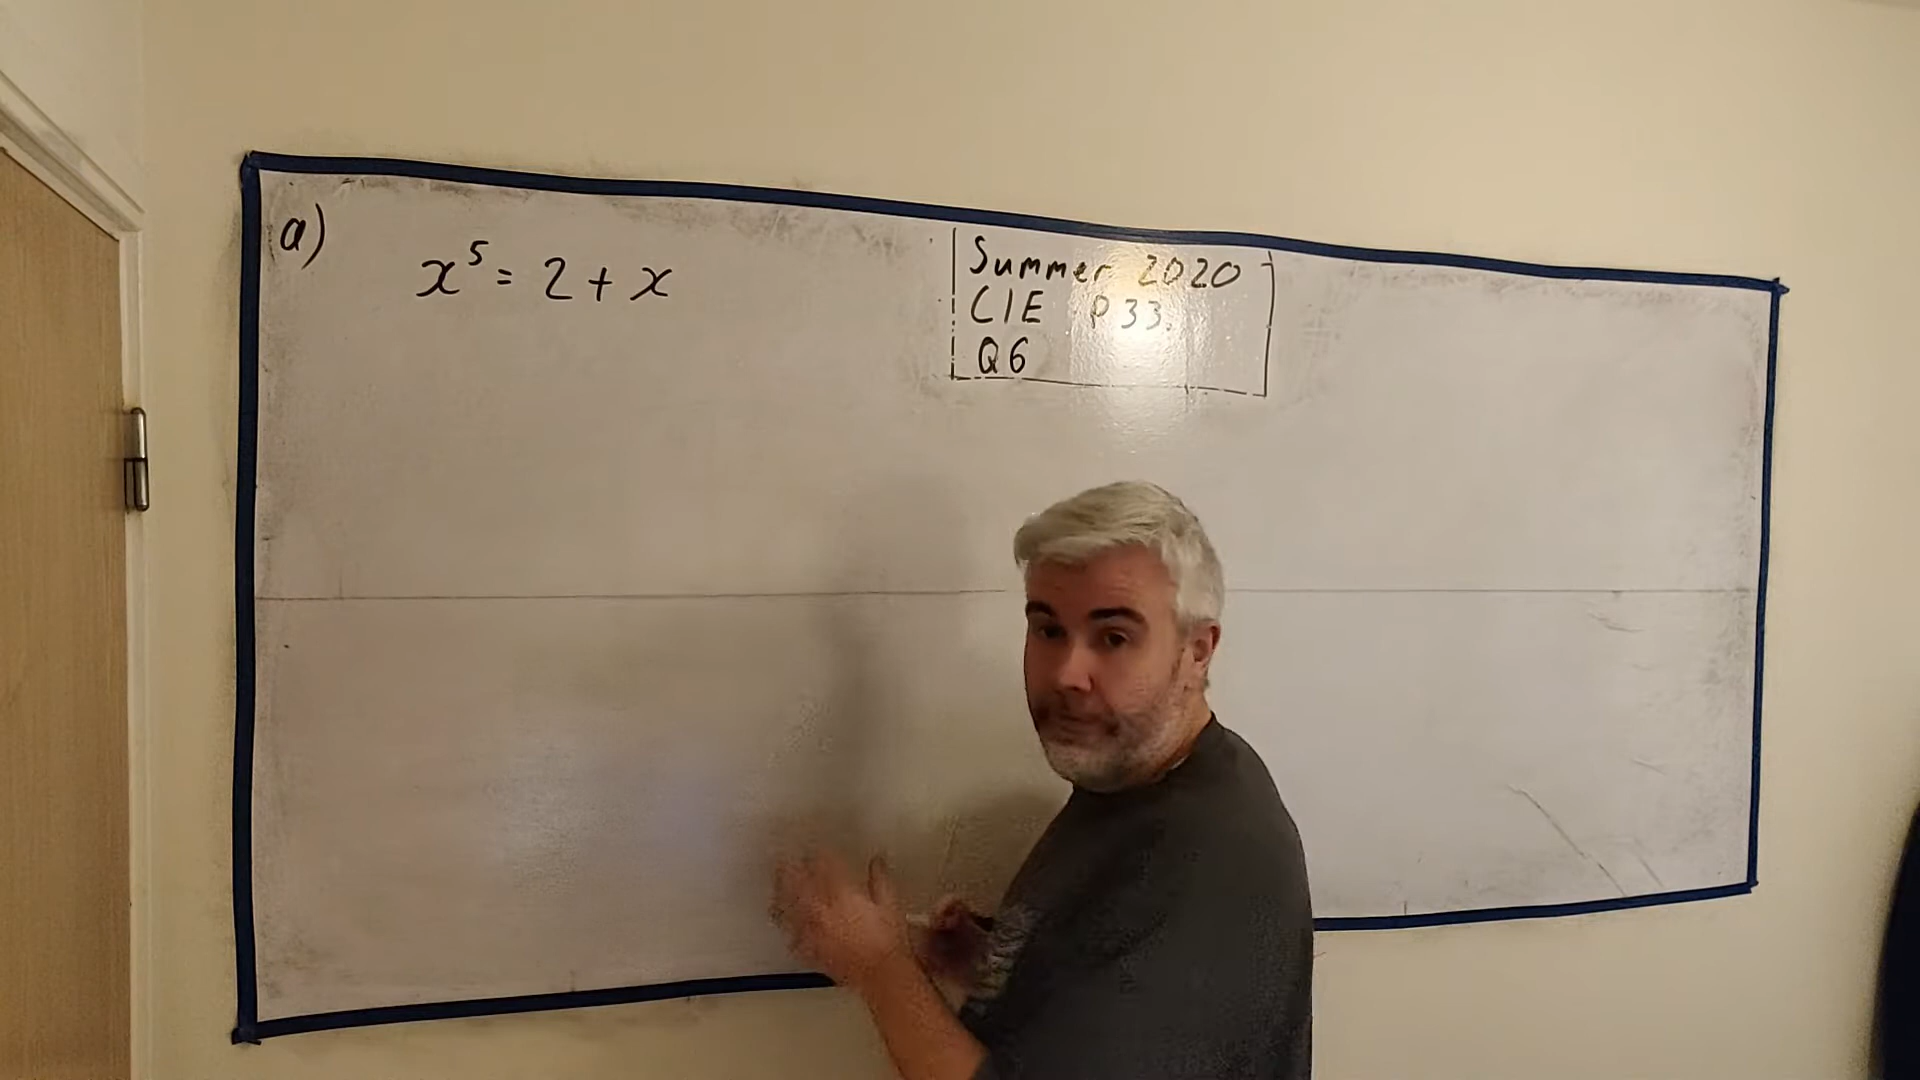 a)
x⁵ = 2 + x
Summer 2020
CIE P33.
Q6